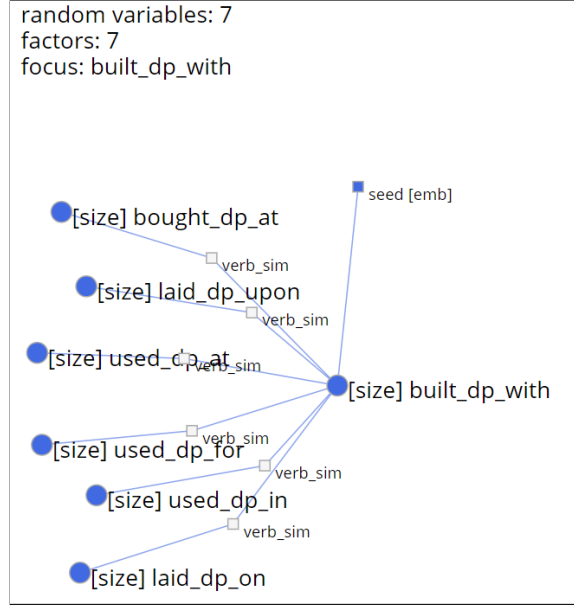 random variables: 7
factors: 7
focus: built_dp_with
seed [emb]
[size] bought_dp_at
verb_sim
[size] laid_dp_upon
verb_sim
[size] used_dp_at
verb_sim
[size] built_dp_with
verb_sim
[size] used_dp_for
verb_sim
[size] used_dp_in
verb_sim
[size] laid_dp_on